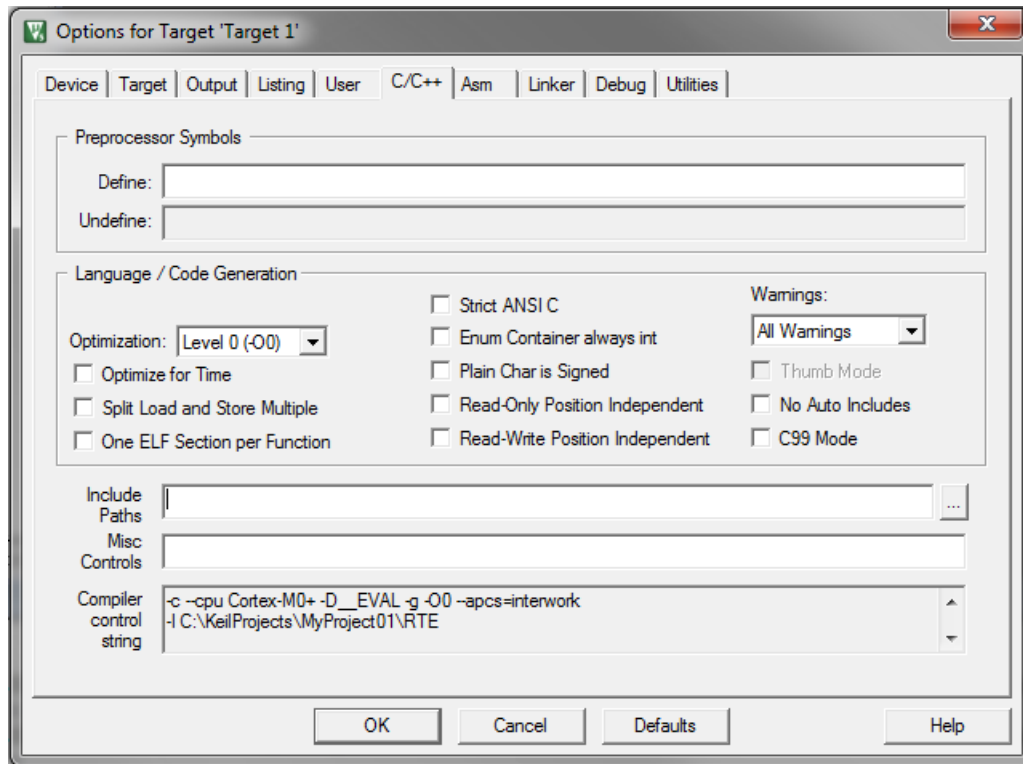 Options for Target 'Target 1'
Device Target Output Listing User C/C++ Asm Linker Debug Utilities
Preprocessor Symbols
Define:
Undefine:
Language / Code Generation
Optimization: Level 0 (-O0)
Optimize for Time
Split Load and Store Multiple
One ELF Section per Function
Strict ANSI C
Enum Container always int
Plain Char is Signed
Read-Only Position Independent
Read-Write Position Independent
Warnings:
All Warnings
Thumb Mode
No Auto Includes
C99 Mode
Include
Paths
...
Misc
Controls
Compiler
control
string
-c --cpu Cortex-M0+ -D__EVAL -g -O0 --apcs=interwork
-I C:\KeilProjects\MyProject01\RTE
OK Cancel Defaults Help